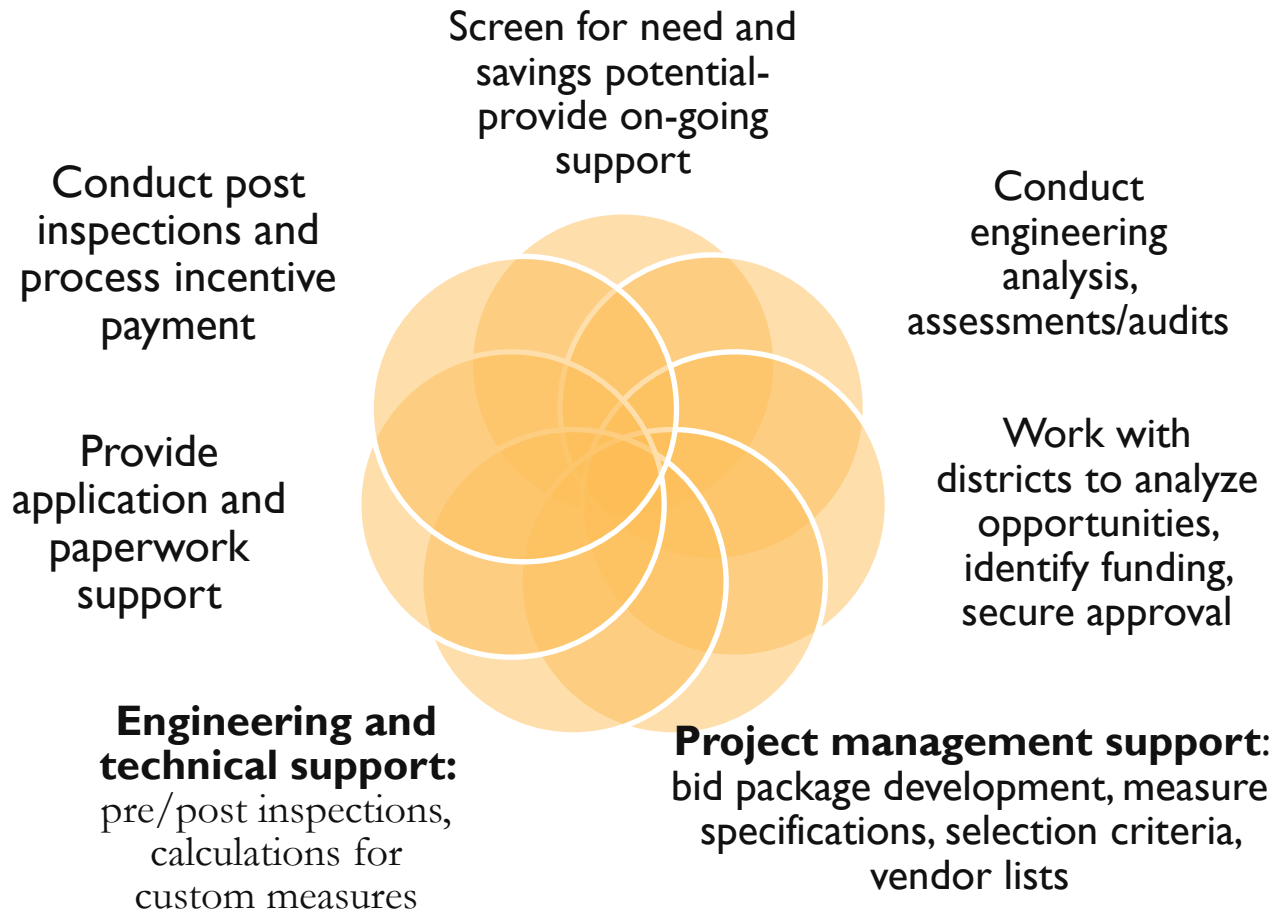 Screen for need and
savings potential-
provide on-going
support
Conduct
engineering
analysis,
assessments/audits
Work with
districts to analyze
opportunities,
identify funding,
secure approval
Project management support:
bid package development, measure
specifications, selection criteria,
vendor lists
Engineering and
technical support:
pre/post inspections,
calculations for
custom measures
Provide
application and
paperwork
support
Conduct post
inspections and
process incentive
payment